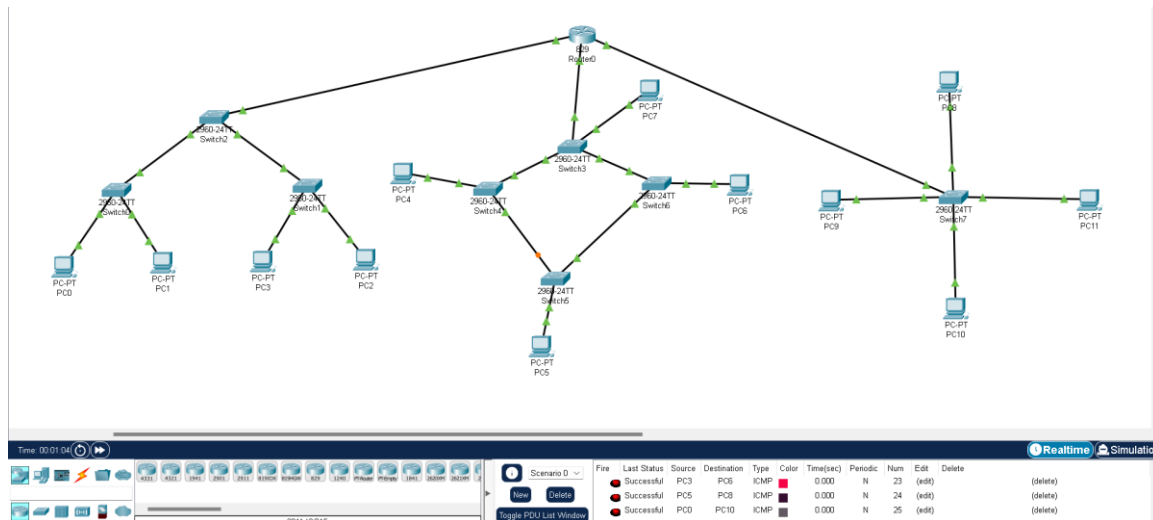 829
Router0
PC-PT
PC7
PC-PT
2960-24TT
Switch2
2960-24TT
Switch3
PC-PT
PC4
2960-24TT
Switch4
2960-24TT
Switch6
PC-PT
PC6
PC-PT
PC9
2960-24TT
Switch7
PC-PT
PC11
2960-24TT
Switch1
PC-PT
PC0
PC-PT
PC1
PC-PT
PC3
PC-PT
PC2
2960-24TT
Switch5
PC-PT
PC10
PC-PT
PC5
Time: 00:01:04
Realtime
Simulatio
4331 4321 1941 2901 2911 819IOX 819HGW 829 1240 PT-Router PT-Empty 1841 2620XM 2621XM
Scenario 0
New Delete
Toggle PDU List Window
Fire Last Status Source Destination Type Color Time(sec) Periodic Num Edit Delete
Successful PC3 PC6 ICMP 0.000 N 23 (edit) (delete)
Successful PC5 PC8 ICMP 0.000 N 24 (edit) (delete)
Successful PC0 PC10 ICMP 0.000 N 25 (edit) (delete)